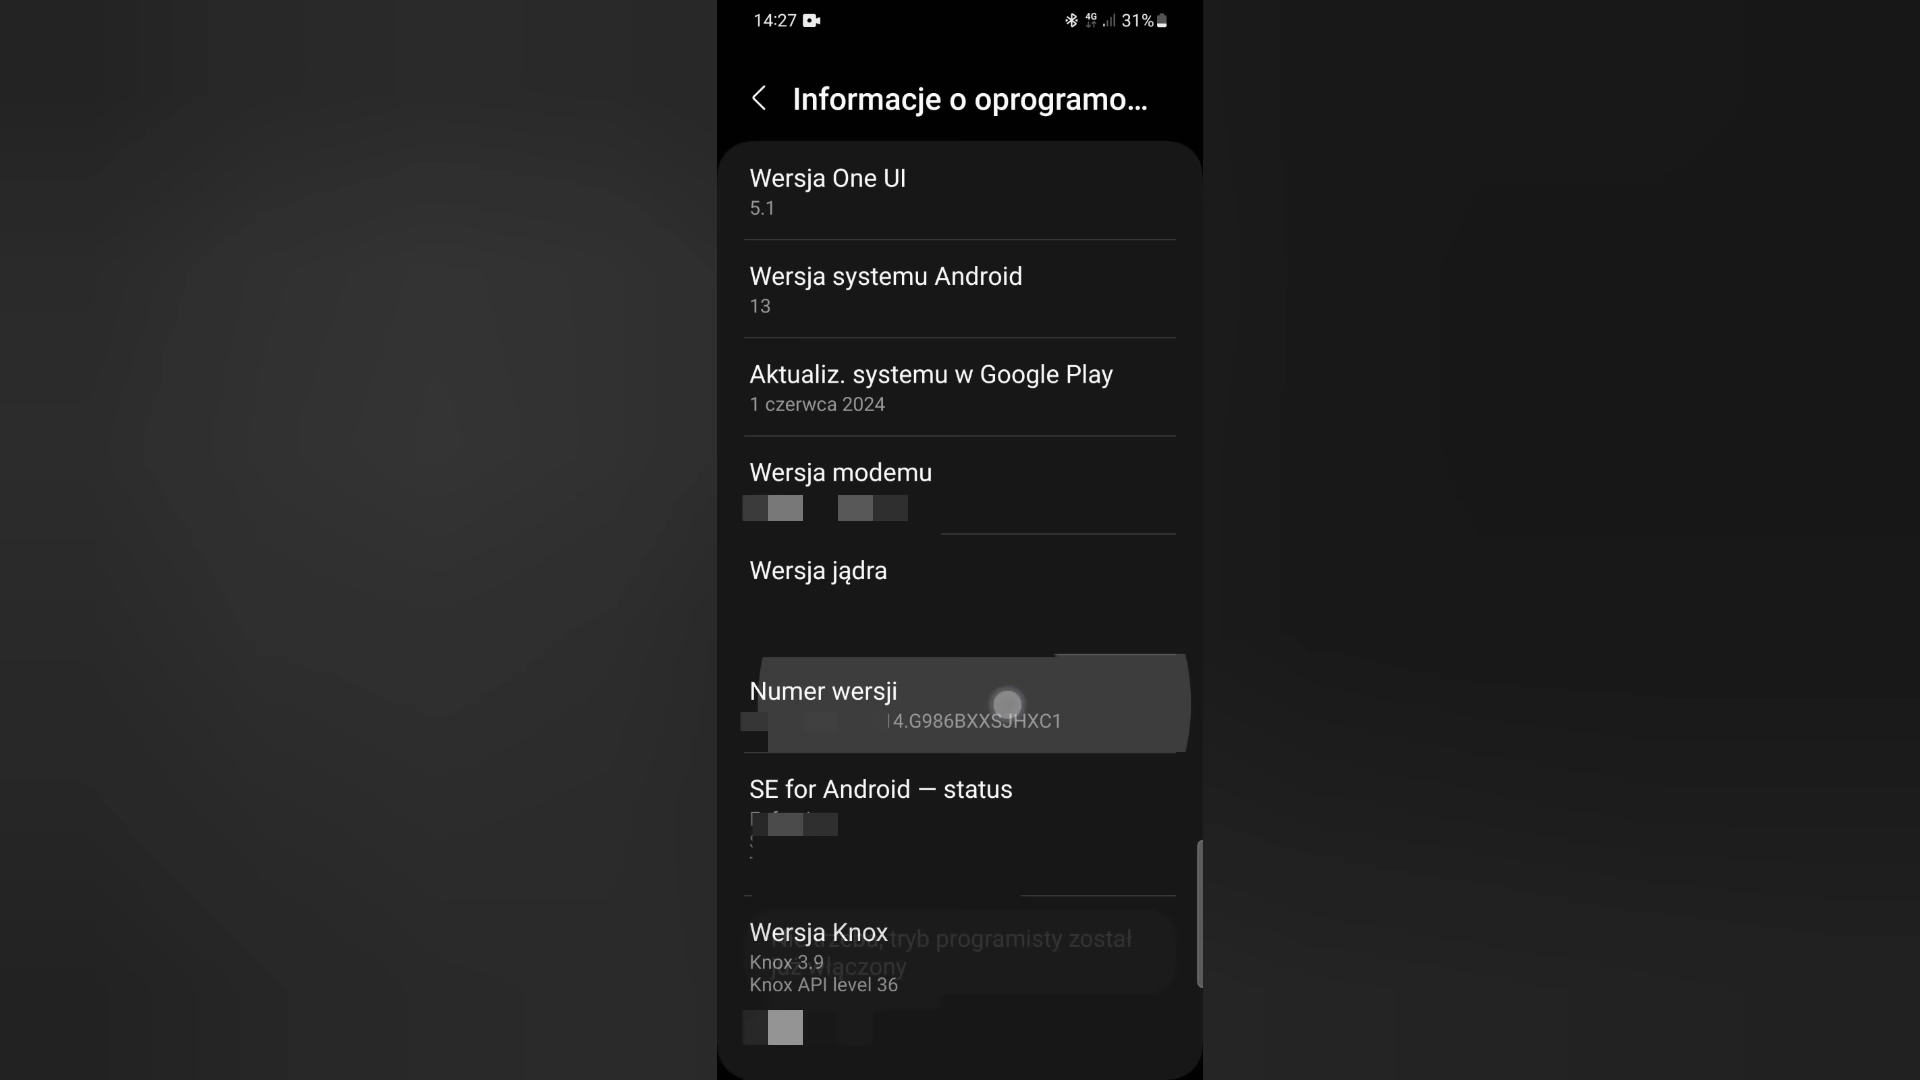 14:27 4G 31%
Informacje o oprogramo...
Wersja One UI
5.1
Wersja systemu Android
13
Aktualiz. systemu w Google Play
1 czerwca 2024
Wersja modemu
Wersja jądra
Numer wersji
4.G986BXXSJHXC1
SE for Android — status
Wersja Knox
tryb programisty został
Knox 3.9
włączony
Knox API level 36